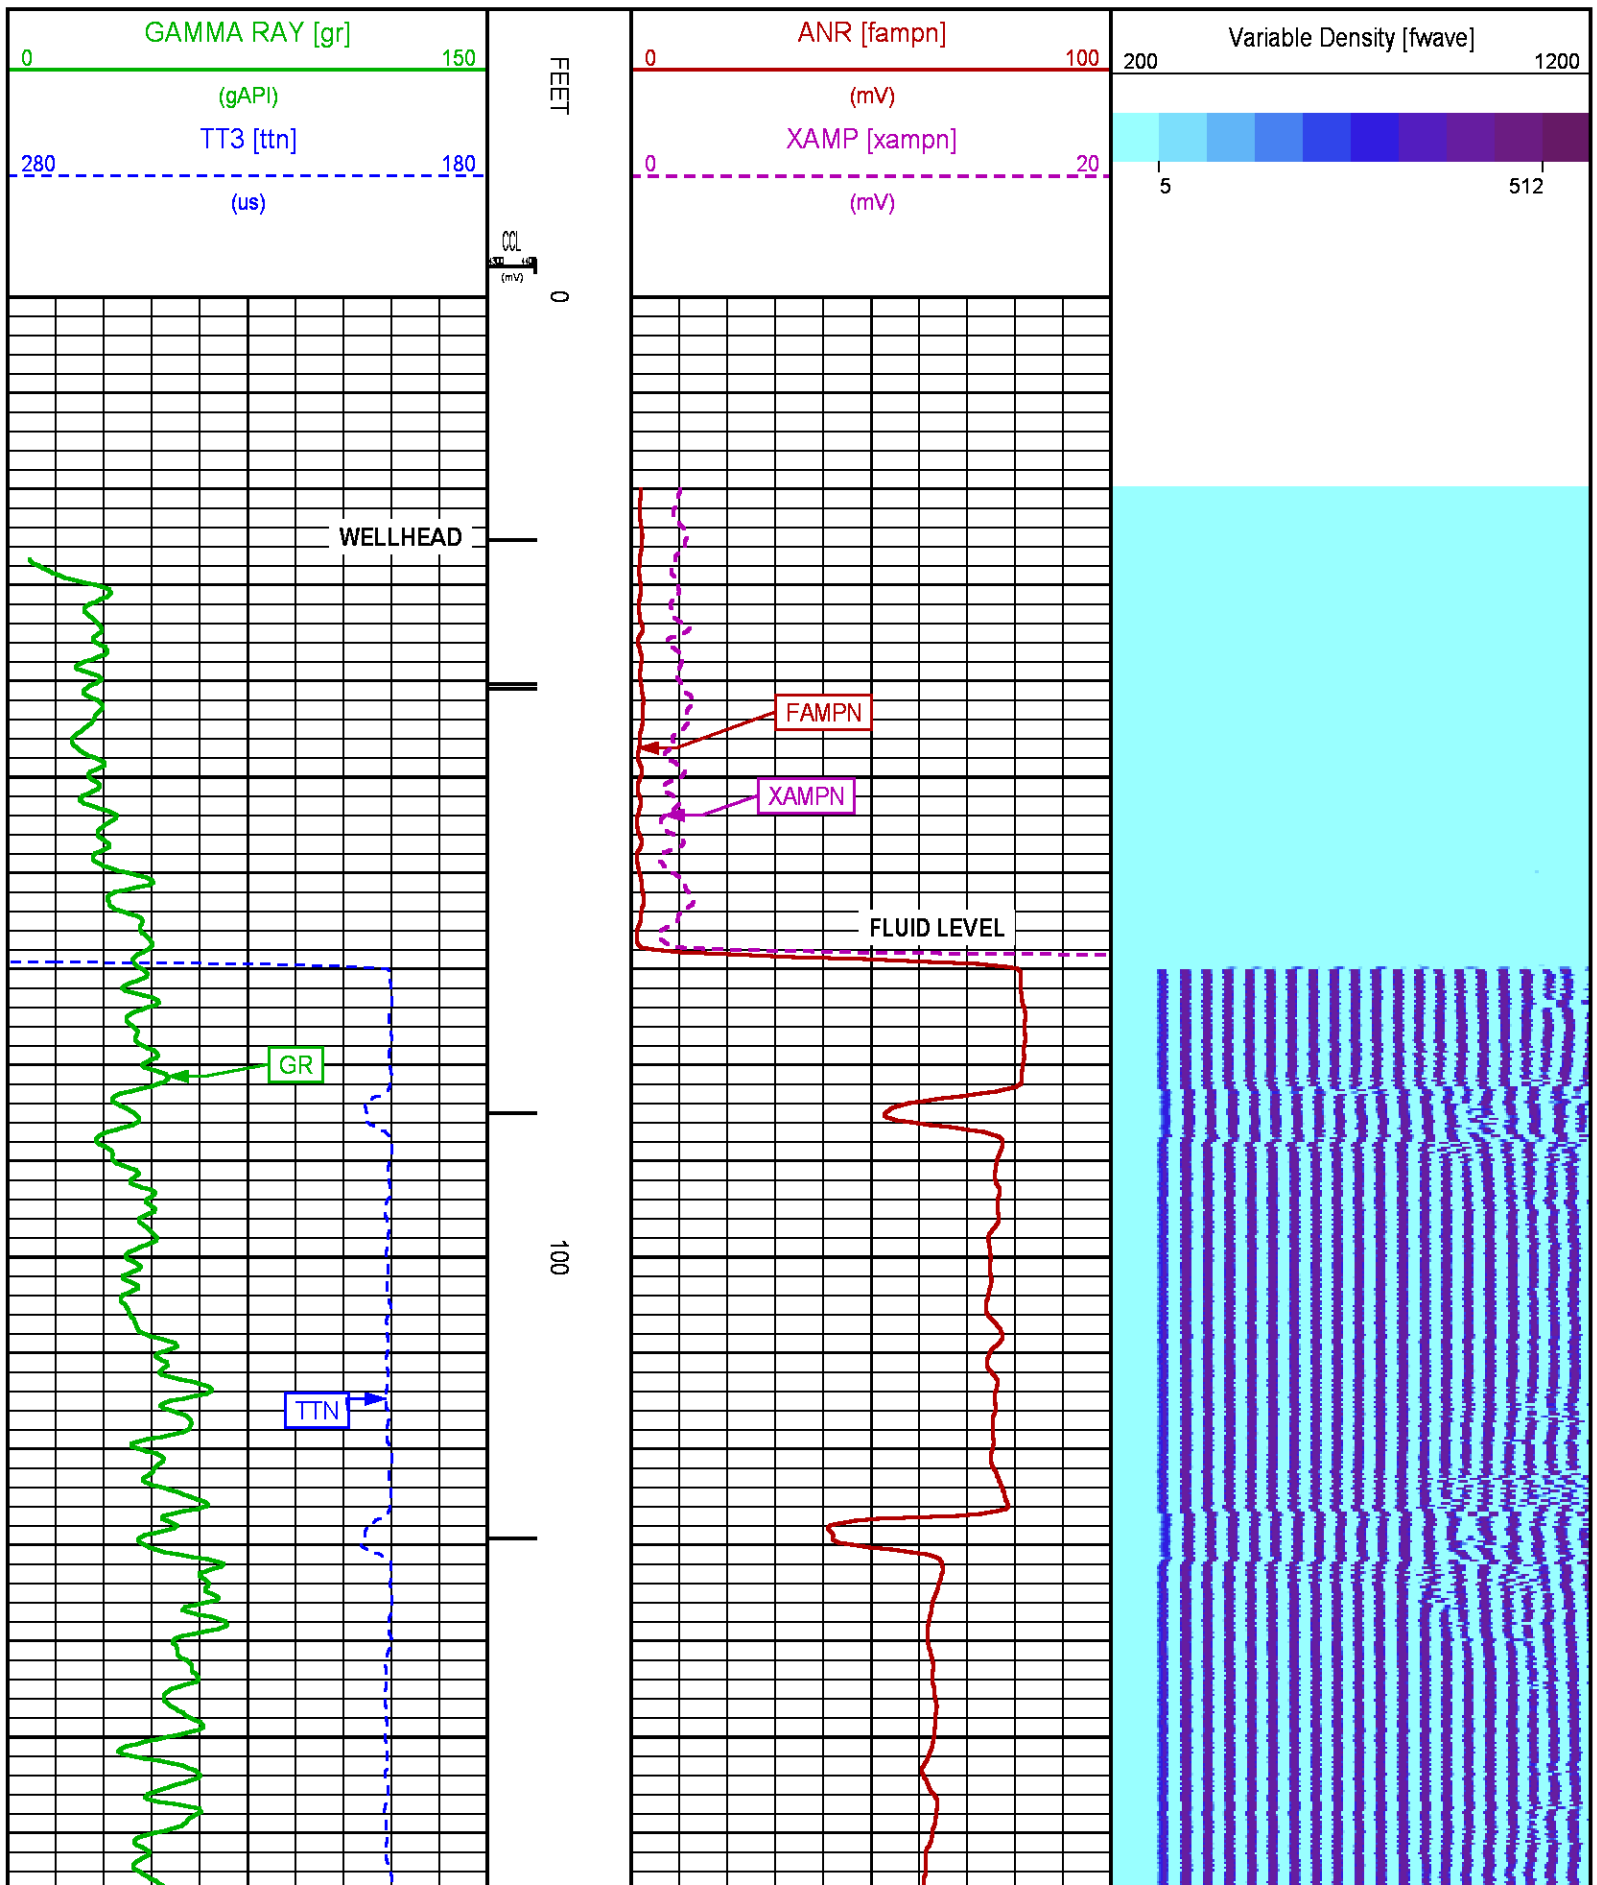 GAMMA RAY [gr]
0 150
(gAPI)
TT3 [ttn]
280 180
(us)
CCL
(mV)
FEET
0
ANR [fampn]
0 100
(mV)
XAMP [xampn]
0 20
(mV)
Variable Density [fwave]
200 1200
5 512
WELLHEAD
FAMPN
XAMPN
FLUID LEVEL
GR
100
TTN